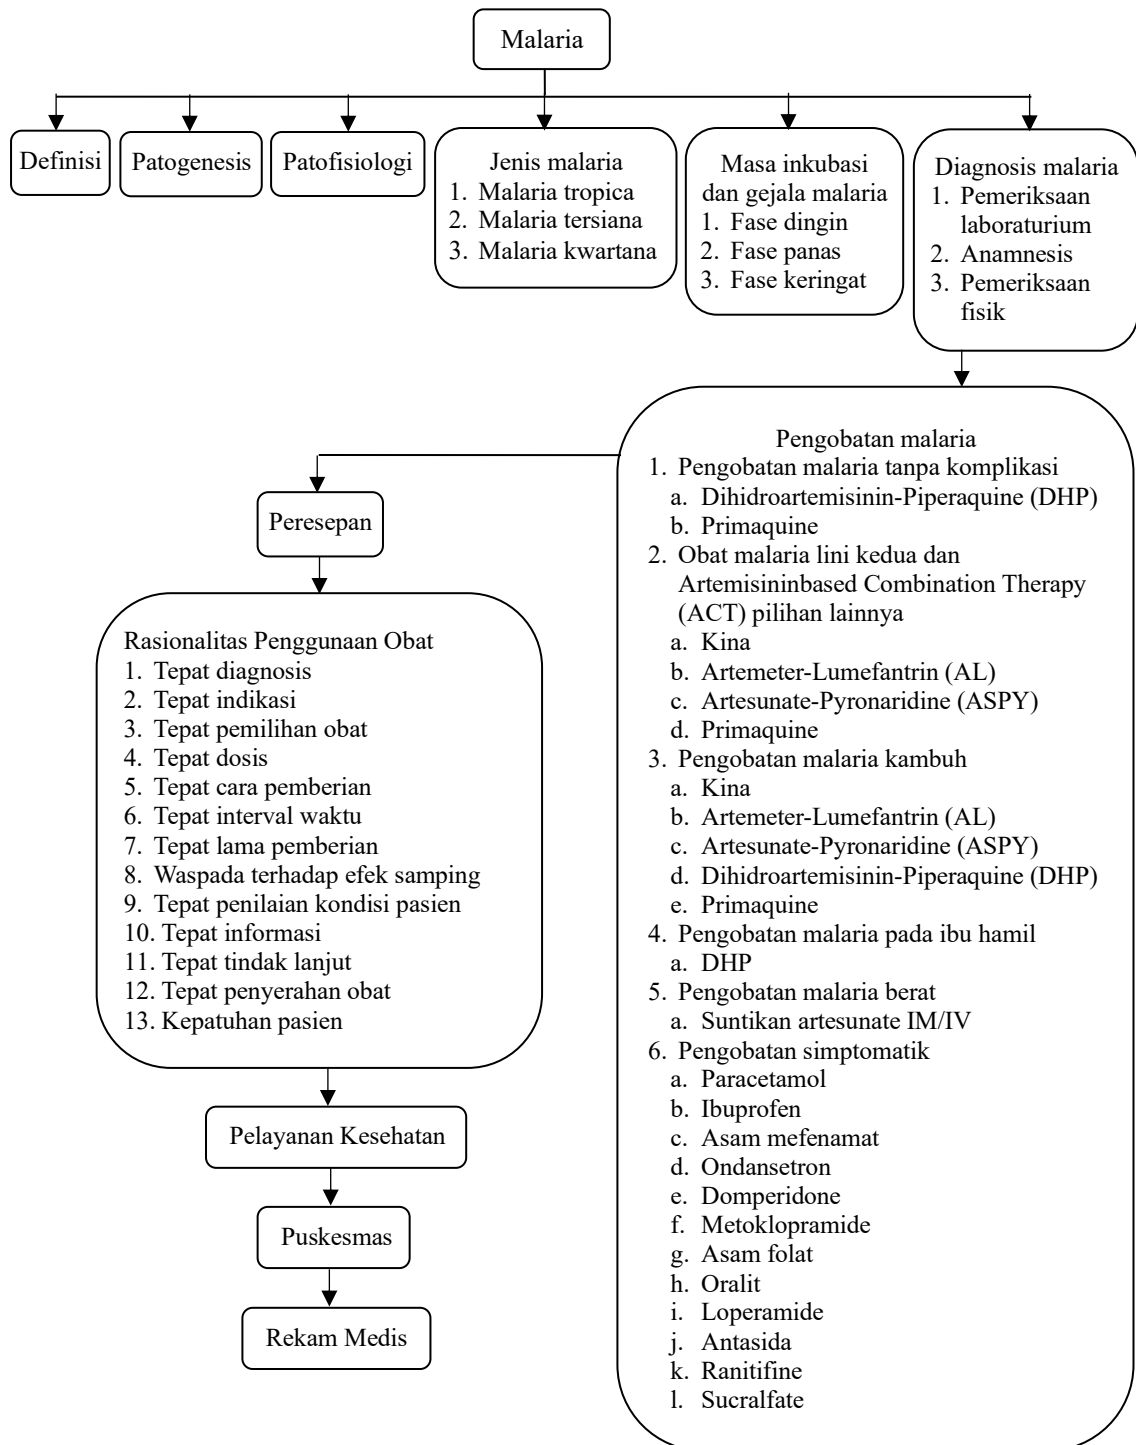 Malaria
Definisi
Patogenesis
Patofisiologi
Jenis malaria
1. Malaria tropica
2. Malaria tersiana
3. Malaria kwartana
Masa inkubasi
dan gejala malaria
1. Fase dingin
2. Fase panas
3. Fase keringat
Diagnosis malaria
1. Pemeriksaan
laboraturium
2. Anamnesis
3. Pemeriksaan
fisik
Pengobatan malaria
1. Pengobatan malaria tanpa komplikasi
a. Dihidroartemisinin-Piperaquine (DHP)
b. Primaquine
2. Obat malaria lini kedua dan
Artemisininbased Combination Therapy
(ACT) pilihan lainnya
a. Kina
b. Artemeter-Lumefantrin (AL)
c. Artesunate-Pyronaridine (ASPY)
d. Primaquine
3. Pengobatan malaria kambuh
a. Kina
b. Artemeter-Lumefantrin (AL)
c. Artesunate-Pyronaridine (ASPY)
d. Dihidroartemisinin-Piperaquine (DHP)
e. Primaquine
4. Pengobatan malaria pada ibu hamil
a. DHP
5. Pengobatan malaria berat
a. Suntikan artesunate IM/IV
6. Pengobatan simptomatik
a. Paracetamol
b. Ibuprofen
c. Asam mefenamat
d. Ondansetron
e. Domperidone
f. Metoklopramide
g. Asam folat
h. Oralit
i. Loperamide
j. Antasida
k. Ranitifine
l. Sucralfate
Peresepan
Rasionalitas Penggunaan Obat
1. Tepat diagnosis
2. Tepat indikasi
3. Tepat pemilihan obat
4. Tepat dosis
5. Tepat cara pemberian
6. Tepat interval waktu
7. Tepat lama pemberian
8. Waspada terhadap efek samping
9. Tepat penilaian kondisi pasien
10. Tepat informasi
11. Tepat tindak lanjut
12. Tepat penyerahan obat
13. Kepatuhan pasien
Pelayanan Kesehatan
Puskesmas
Rekam Medis